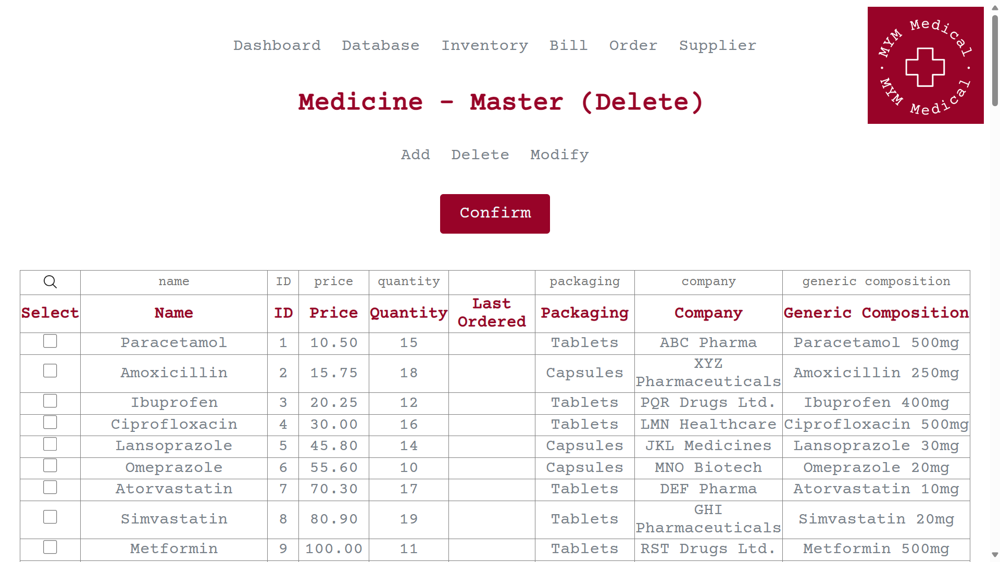 Dashboard Database Inventory Bill Order Supplier
MYM Medical · MYM Medical ·
Medicine - Master (Delete)
Add Delete Modify
Confirm
name ID price quantity packaging company generic composition
Select Name ID Price Quantity Last Ordered Packaging Company Generic Composition
Paracetamol 1 10.50 15 Tablets ABC Pharma Paracetamol 500mg
Amoxicillin 2 15.75 18 Capsules XYZ Pharmaceuticals Amoxicillin 250mg
Ibuprofen 3 20.25 12 Tablets PQR Drugs Ltd. Ibuprofen 400mg
Ciprofloxacin 4 30.00 16 Tablets LMN Healthcare Ciprofloxacin 500mg
Lansoprazole 5 45.80 14 Capsules JKL Medicines Lansoprazole 30mg
Omeprazole 6 55.60 10 Capsules MNO Biotech Omeprazole 20mg
Atorvastatin 7 70.30 17 Tablets DEF Pharma Atorvastatin 10mg
Simvastatin 8 80.90 19 Tablets GHI Pharmaceuticals Simvastatin 20mg
Metformin 9 100.00 11 Tablets RST Drugs Ltd. Metformin 500mg